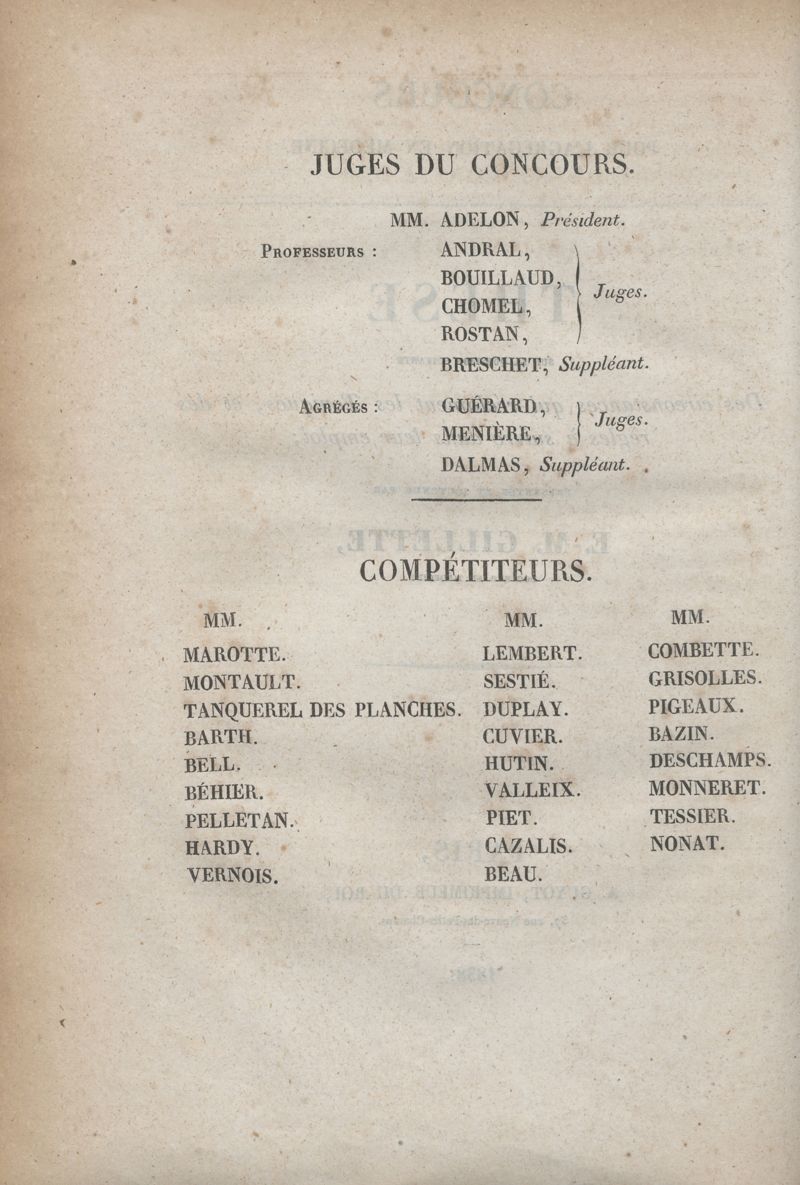 JUGES DU CONCOURS.
MM. ADELON, Président.
PROFESSEURS : ANDRAL,
BOUILLAUD,
Juges.
CHOMEL,
ROSTAN,
BRESCHET, Suppléant.
AGRÉGÉS : GUÉRARD,
Juges.
MENIÈRE,
DALMAS, Suppléant.
COMPÉTITEURS.
MM.
MAROTTE.
MONTAULT.
TANQUEREL DES PLANCHES.
BARTH.
BELL.
BÉHIER.
PELLETAN.
HARDY.
VERNOIS.
MM.
LEMBERT.
SESTIÉ.
DUPLAY.
CUVIER.
HUTIN.
VALLEIX.
PIET.
CAZALIS.
BEAU.
MM.
COMBETTE.
GRISOLLES.
PIGEAUX.
BAZIN.
DESCHAMPS.
MONNERET.
TESSIER.
NONAT.